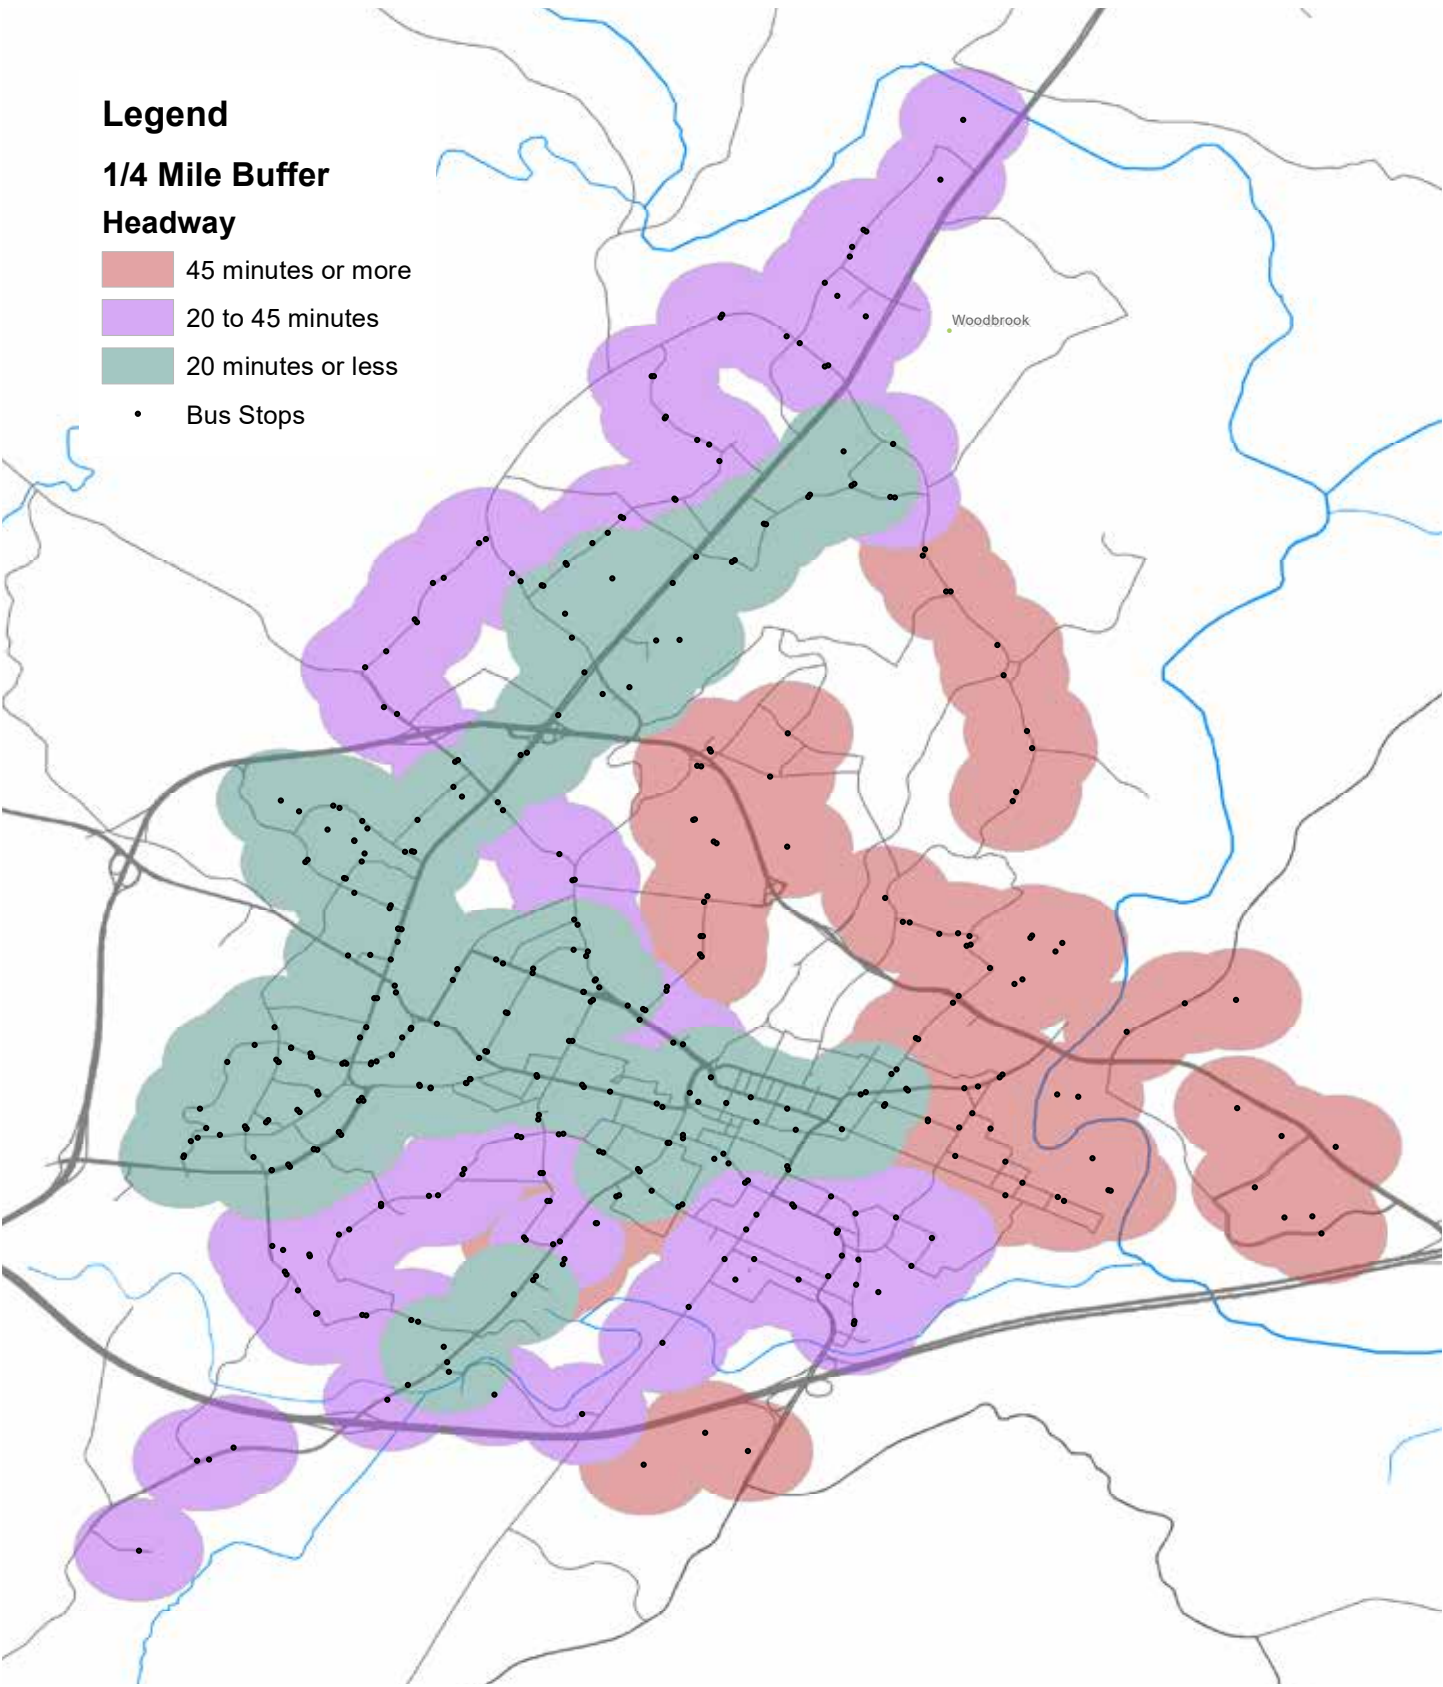 Legend
1/4 Mile Buffer
Headway
45 minutes or more
20 to 45 minutes
20 minutes or less
Bus Stops
Woodbrook